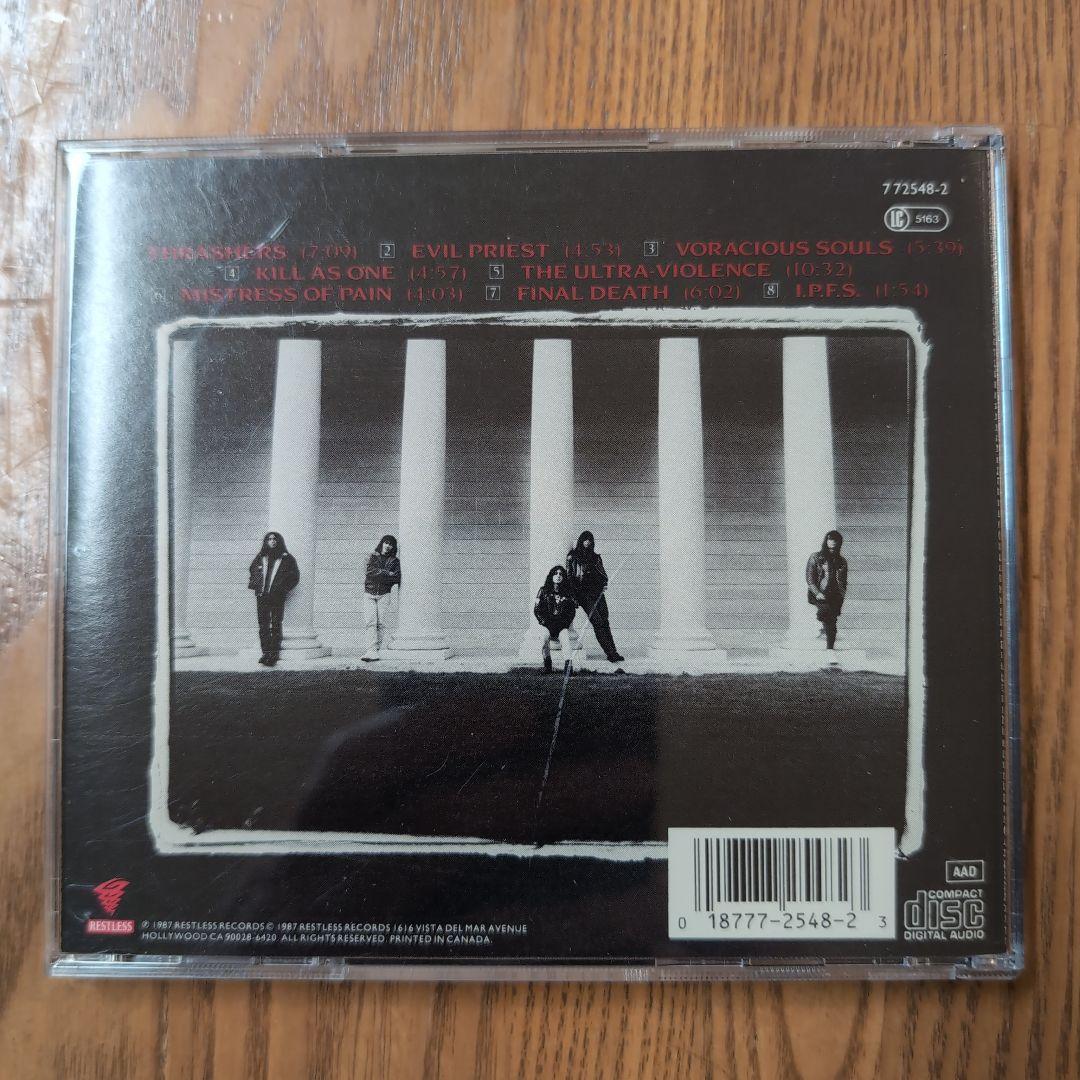 7 72548-2
LC 5163
THRASHERS (7:09) 2 EVIL PRIEST (4:53) 3 VORACIOUS SOULS (5:39)
4 KILL AS ONE (4:57) 5 THE ULTRA-VIOLENCE (10:32)
6 MISTRESS OF PAIN (4:03) 7 FINAL DEATH (6:02) 8 I.P.F.S. (1:54)
RESTLESS
℗ 1987 RESTLESS RECORDS © 1987 RESTLESS RECORDS 1616 VISTA DEL MAR AVENUE
HOLLYWOOD CA 90028-6420 ALL RIGHTS RESERVED PRINTED IN CANADA.
0 18777-2548-2 3
AAD
COMPACT
disc
DIGITAL AUDIO